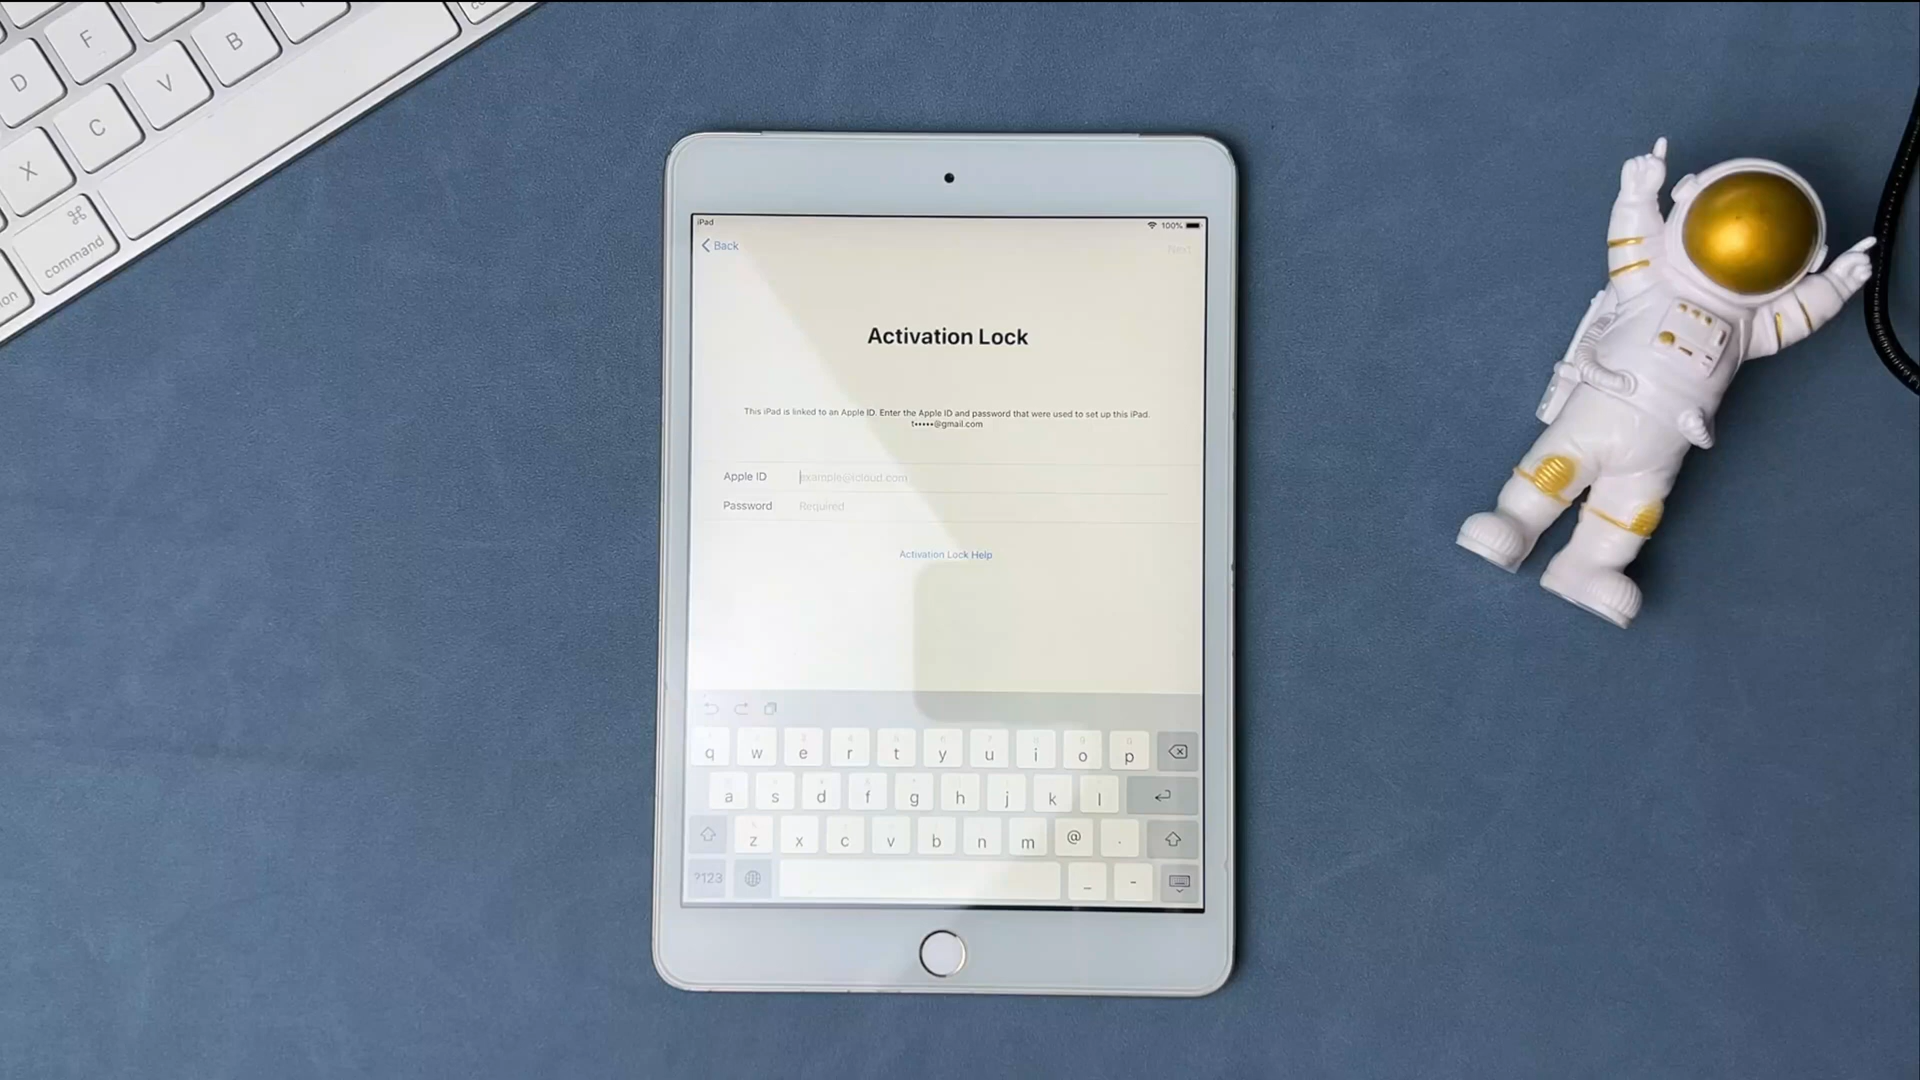 F
D
V
B
C
X
⌘
command
iPad
100%
Back
Next
Activation Lock
This iPad is linked to an Apple ID. Enter the Apple ID and password that were used to set up this iPad.
t•••••@gmail.com
Apple ID example@icloud.com
Password Required
Activation Lock Help
q w e r t y u i o p
a s d f g h j k l
z x c v b n m @ .
?123 _ -